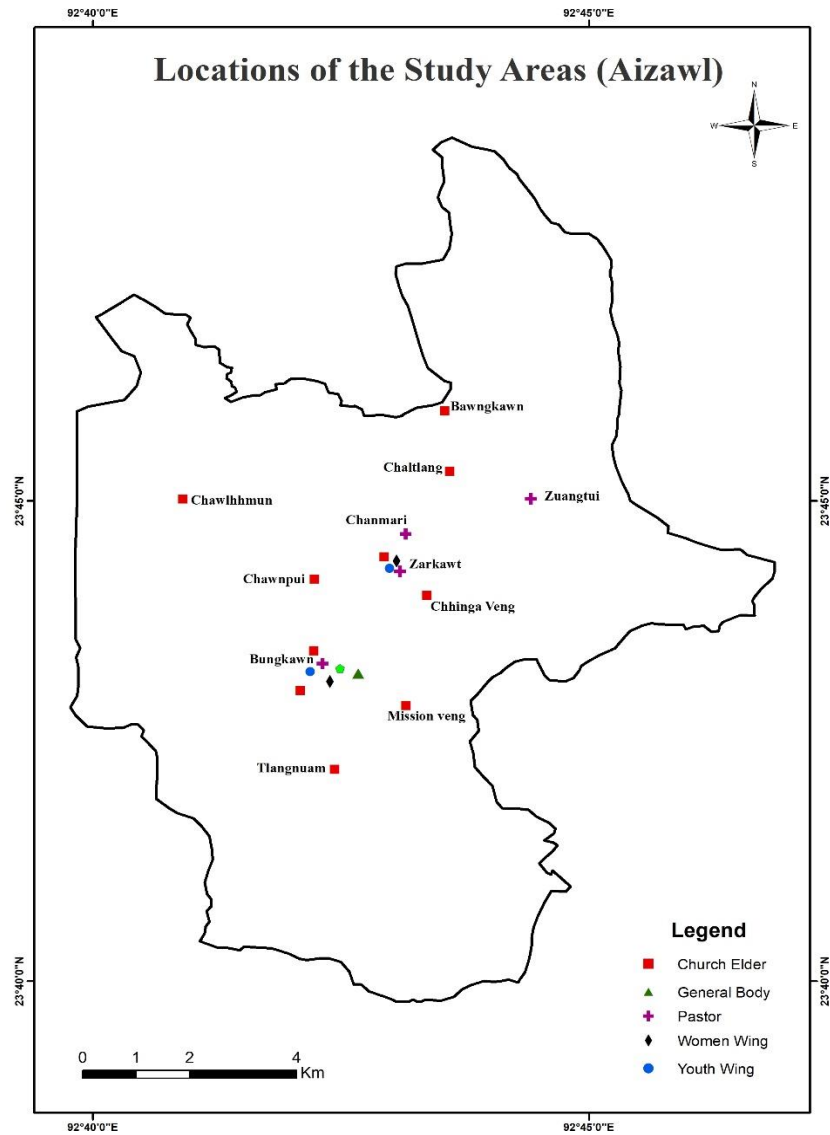 92°40'0"E 92°45'0"E
Locations of the Study Areas (Aizawl)
N
W E
S
Bawngkawn
Chaltlang
Zuangtui
23°45'0"N 23°45'0"N
Chawlhhmun
Chanmari
Zarkawt
Chawnpui
Chhinga Veng
Bungkawn
Mission veng
Tlangnuam
Legend
Church Elder
General Body
Pastor
Women Wing
Youth Wing
23°40'0"N 23°40'0"N
0 1 2 4
Km
92°40'0"E 92°45'0"E